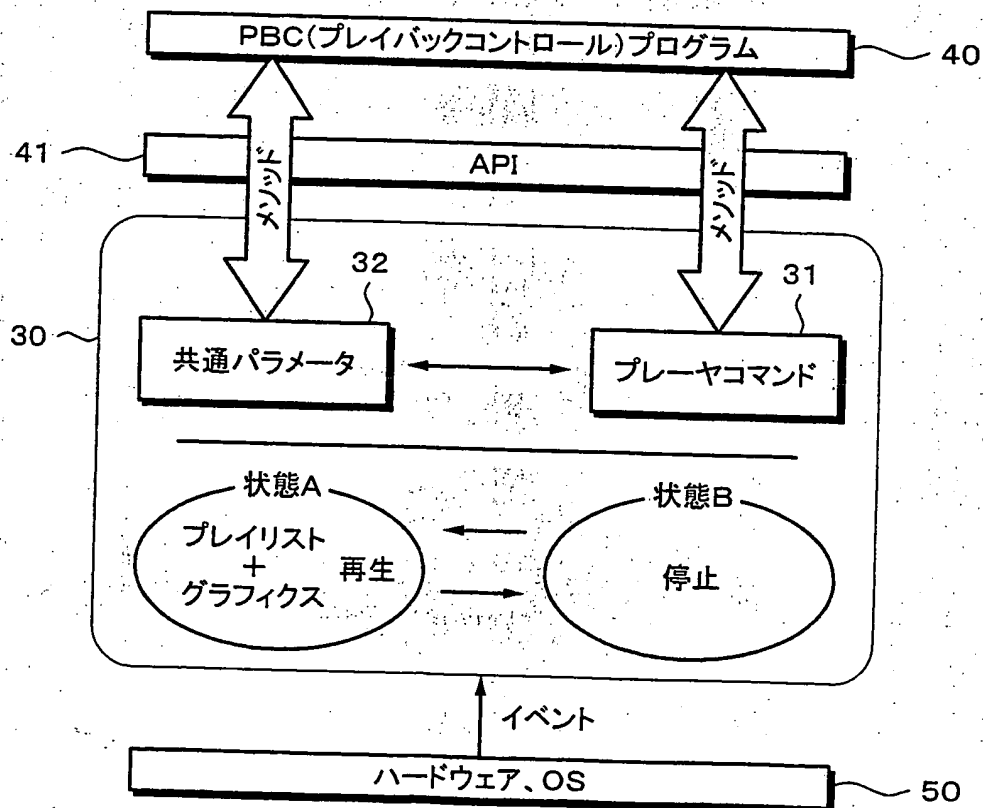 PBC(プレイバックコントロール)プログラム
40
41
API
メソッド
メソッド
32
31
30
共通パラメータ
プレーヤコマンド
状態A
状態B
プレイリスト
+
グラフィクス
再生
停止
イベント
ハードウェア、OS
50